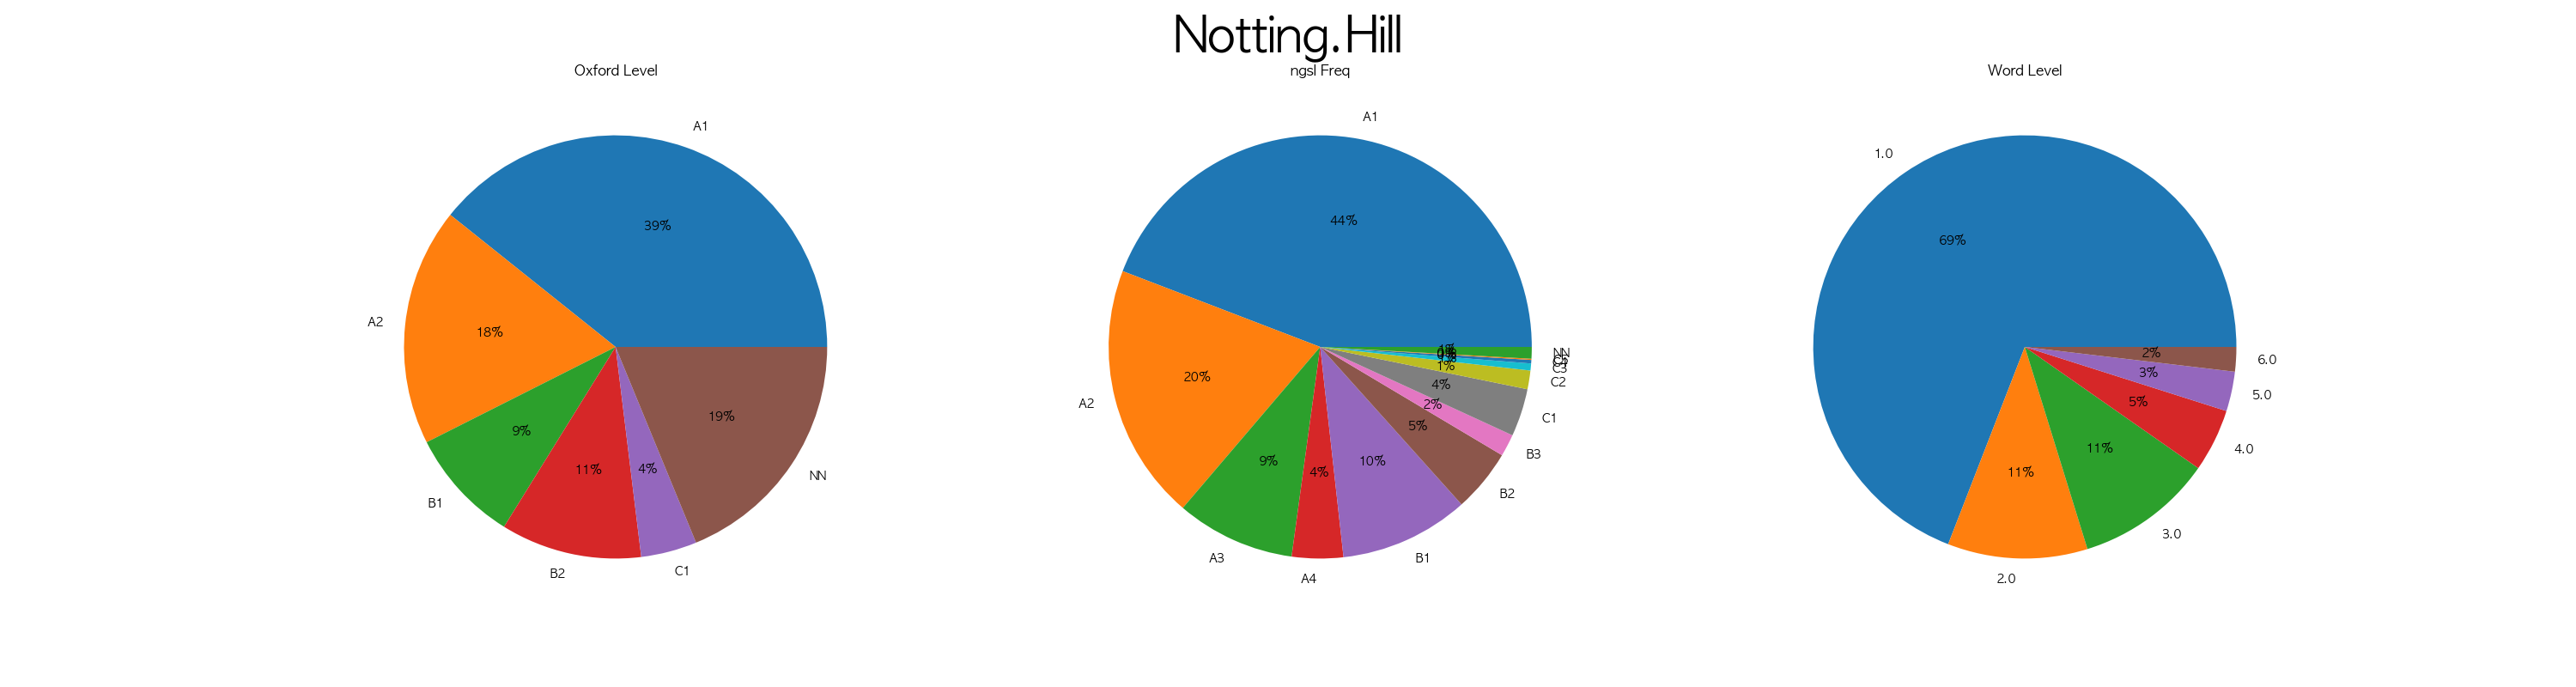 Notting.Hill
Oxford Level
A1
39%
A2
18%
B1
9%
B2
11%
C1
4%
NN
19%
ngsl Freq
A1
44%
A2
20%
A3
9%
A4
4%
B1
10%
B2
5%
B3
2%
C1
4%
C2
1%
C3
NN
Word Level
1.0
69%
2.0
11%
3.0
11%
4.0
5%
5.0
3%
6.0
2%